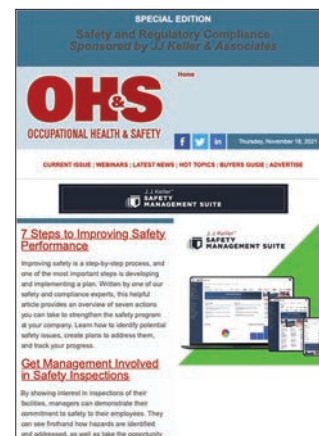 SPECIAL EDITION
Safety and Regulatory Compliance
Sponsored by JJ Keller & Associates
Home
OH&S
OCCUPATIONAL HEALTH & SAFETY
Thursday, November 18, 2021
CURRENT ISSUE | WEBINARS | LATEST NEWS | HOT TOPICS | BUYERS GUIDE | ADVERTISE
J. J. Keller
SAFETY
MANAGEMENT SUITE
7 Steps to Improving Safety
Performance
Improving safety is a step-by-step process, and
one of the most important steps is developing
and implementing a plan. Written by one of our
safety and compliance experts, this helpful
article provides an overview of seven actions
you can take to strengthen the safety program
at your company. Learn how to identify potential
safety issues, create plans to address them,
and track your progress.
J. J. Keller
SAFETY
MANAGEMENT SUITE
Get Management Involved
in Safety Inspections
By showing interest in inspections of their
facilities, managers can demonstrate their
commitment to safety to their employees. They
can see firsthand how hazards are identified
and addressed, as well as take the opportunity